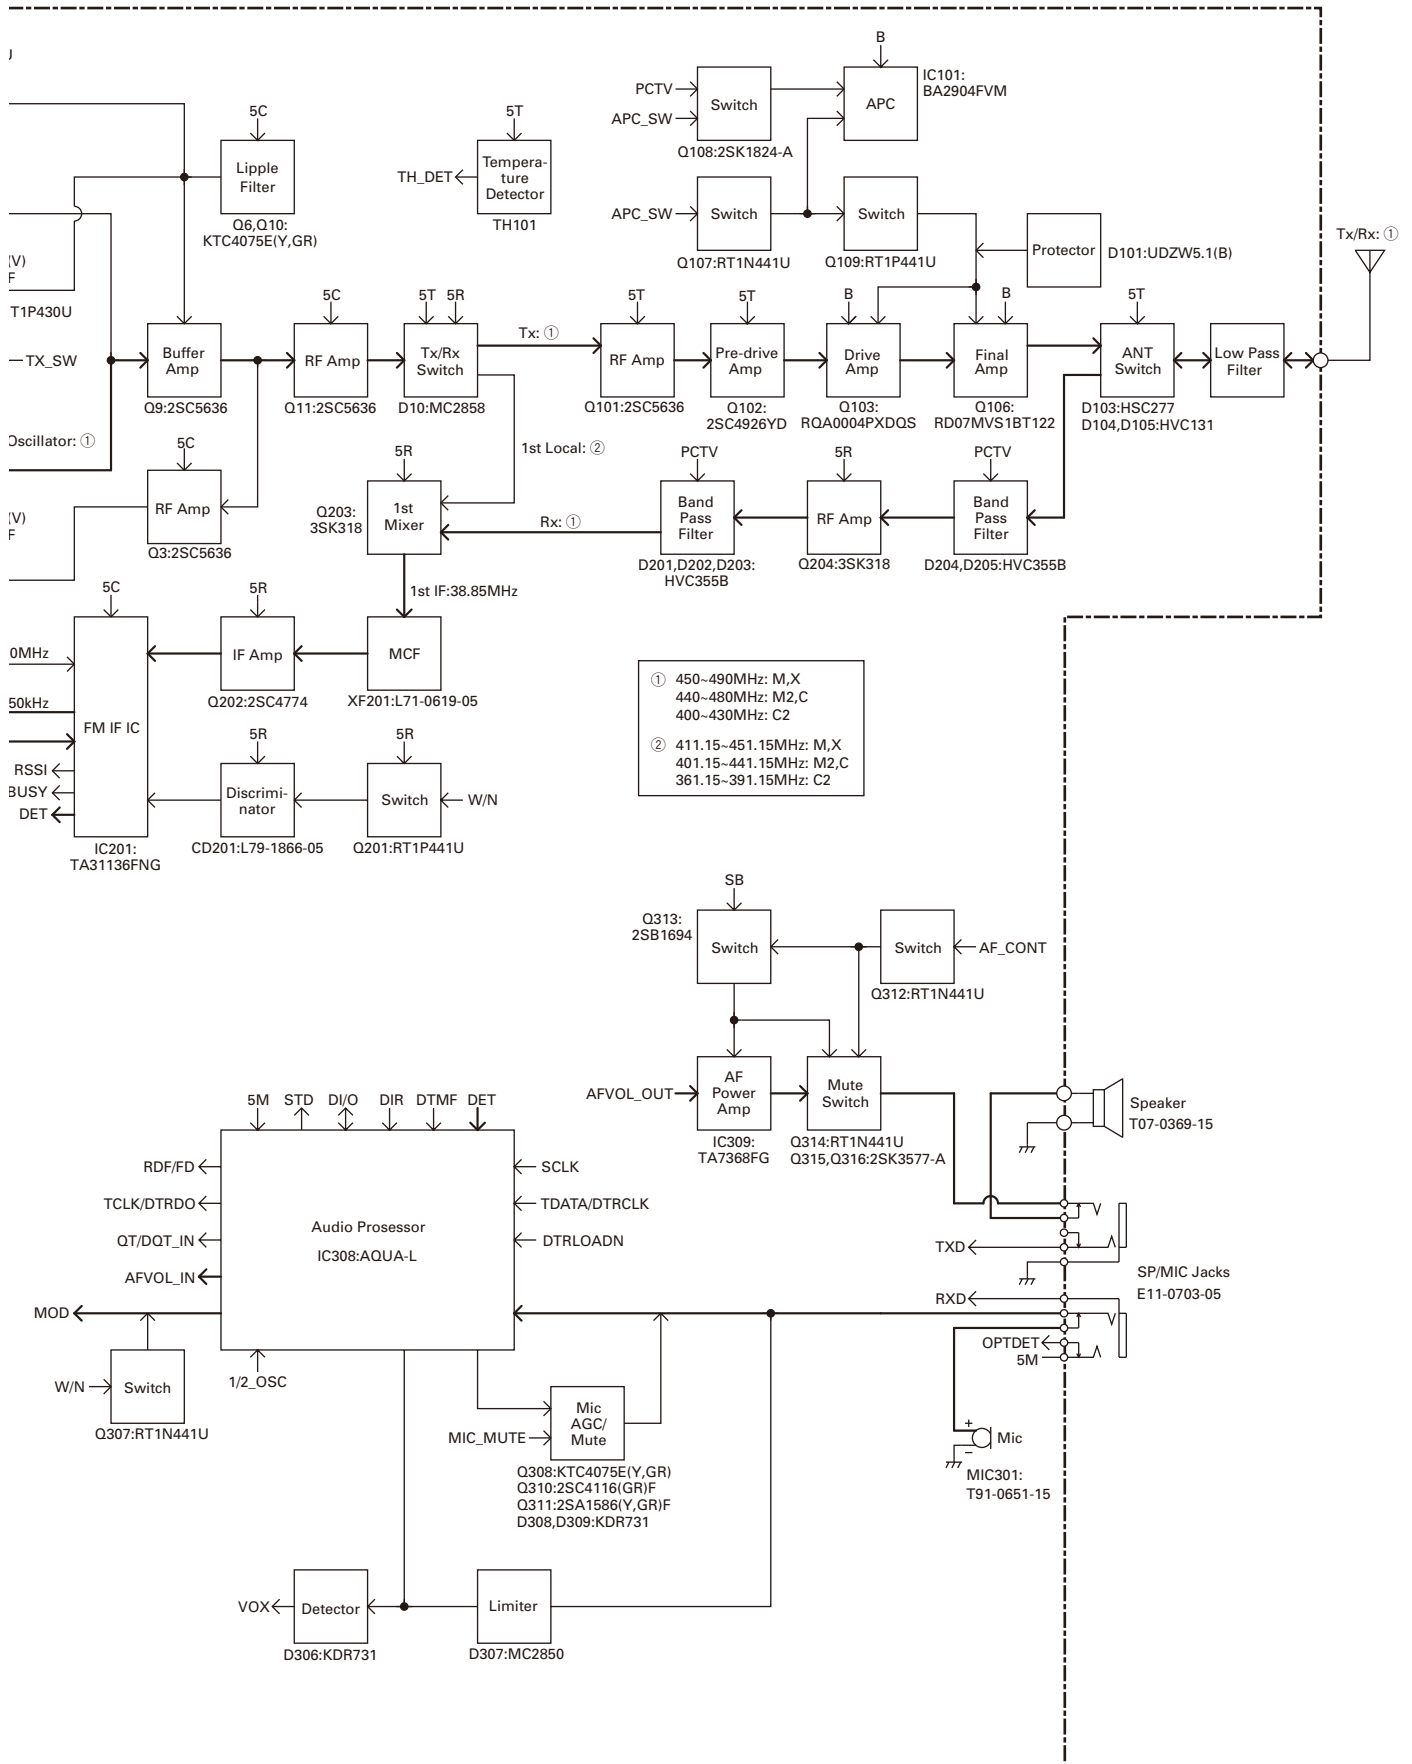 B
IC101:
BA2904FVM
PCTV
APC_SW
Switch
APC
Q108:2SK1824-A
5C
Lipple
Filter
Q6,Q10:
KTC4075E(Y,GR)
5T
TH_DET
Tempera-
ture
Detector
TH101
APC_SW
Switch
Switch
Q107:RT1N441U
Q109:RT1P441U
Protector
D101:UDZW5.1(B)
Tx/Rx: ①
(V)
F
T1P430U
TX_SW
Buffer
Amp
Q9:2SC5636
5C
RF Amp
Q11:2SC5636
5T
5R
Tx/Rx
Switch
D10:MC2858
Tx: ①
5T
RF Amp
Q101:2SC5636
5T
Pre-drive
Amp
Q102:
2SC4926YD
B
Drive
Amp
Q103:
RQA0004PXDQS
B
Final
Amp
Q106:
RD07MVS1BT122
5T
ANT
Switch
D103:HSC277
D104,D105:HVC131
Low Pass
Filter
Oscillator: ①
5C
RF Amp
Q3:2SC5636
1st Local: ②
(V)
F
5R
Q203:
3SK318
1st
Mixer
Rx: ①
PCTV
Band
Pass
Filter
D201,D202,D203:
HVC355B
5R
RF Amp
Q204:3SK318
PCTV
Band
Pass
Filter
D204,D205:HVC355B
1st IF:38.85MHz
5C
0MHz
50kHz
FM IF IC
RSSI
BUSY
DET
IC201:
TA31136FNG
5R
IF Amp
Q202:2SC4774
MCF
XF201:L71-0619-05
5R
Discrimi-
nator
CD201:L79-1866-05
5R
Switch
W/N
Q201:RT1P441U
① 450~490MHz: M,X
440~480MHz: M2,C
400~430MHz: C2
② 411.15~451.15MHz: M,X
401.15~441.15MHz: M2,C
361.15~391.15MHz: C2
SB
Q313:
2SB1694
Switch
Switch
AF_CONT
Q312:RT1N441U
AFVOL_OUT
AF
Power
Amp
IC309:
TA7368FG
Mute
Switch
Q314:RT1N441U
Q315,Q316:2SK3577-A
Speaker
T07-0369-15
5M STD DI/O DIR DTMF DET
RDF/FD
TCLK/DTRDO
QT/DQT_IN
AFVOL_IN
MOD
Audio Prosessor
IC308:AQUA-L
SCLK
TDATA/DTRCLK
DTRLOADN
TXD
SP/MIC Jacks
E11-0703-05
RXD
OPTDET
5M
W/N
Switch
Q307:RT1N441U
1/2_OSC
MIC_MUTE
Mic
AGC/
Mute
Q308:KTC4075E(Y,GR)
Q310:2SC4116(GR)F
Q311:2SA1586(Y,GR)F
D308,D309:KDR731
+
−
Mic
MIC301:
T91-0651-15
VOX
Detector
D306:KDR731
Limiter
D307:MC2850